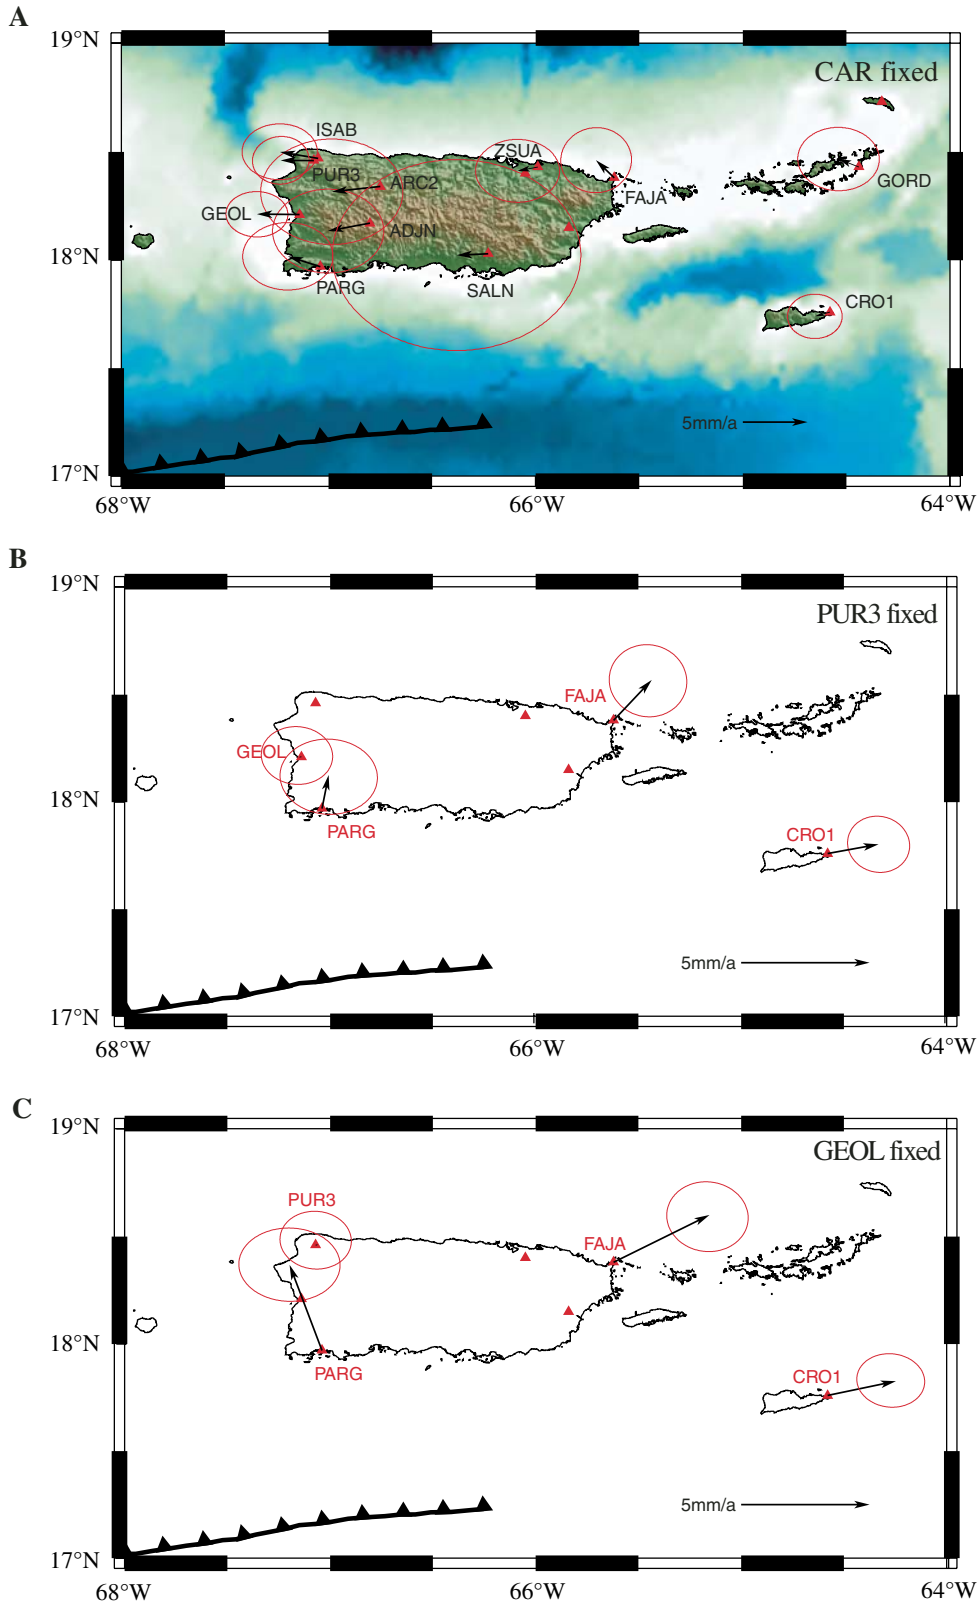 A
19°N
CAR fixed
ISAB
ZSUA
PUR3
ARC2
GORD
FAJA
GEOL
ADJN
18°N
PARG
SALN
CRO1
5mm/a
17°N
68°W
66°W
64°W
B
19°N
PUR3 fixed
FAJA
GEOL
18°N
PARG
CRO1
5mm/a
17°N
68°W
66°W
64°W
C
19°N
GEOL fixed
PUR3
FAJA
18°N
PARG
CRO1
5mm/a
17°N
68°W
66°W
64°W